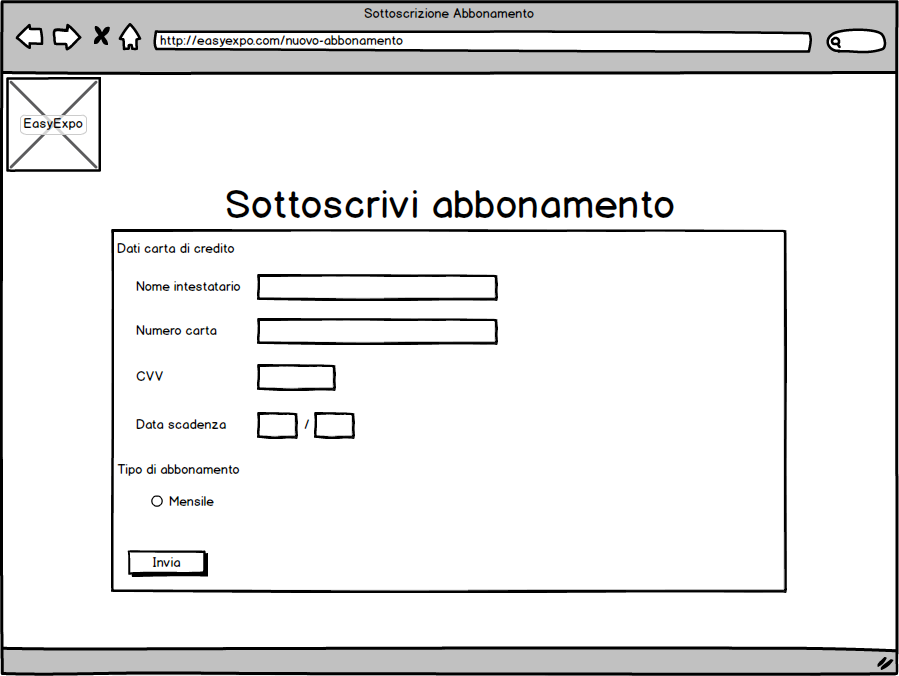 Sottoscrizione Abbonamento
http://easyexpo.com/nuovo-abbonamento
EasyExpo
Sottoscrivi abbonamento
Dati carta di credito
Nome intestatario
Numero carta
CVV
Data scadenza /
Tipo di abbonamento
Mensile
Invia